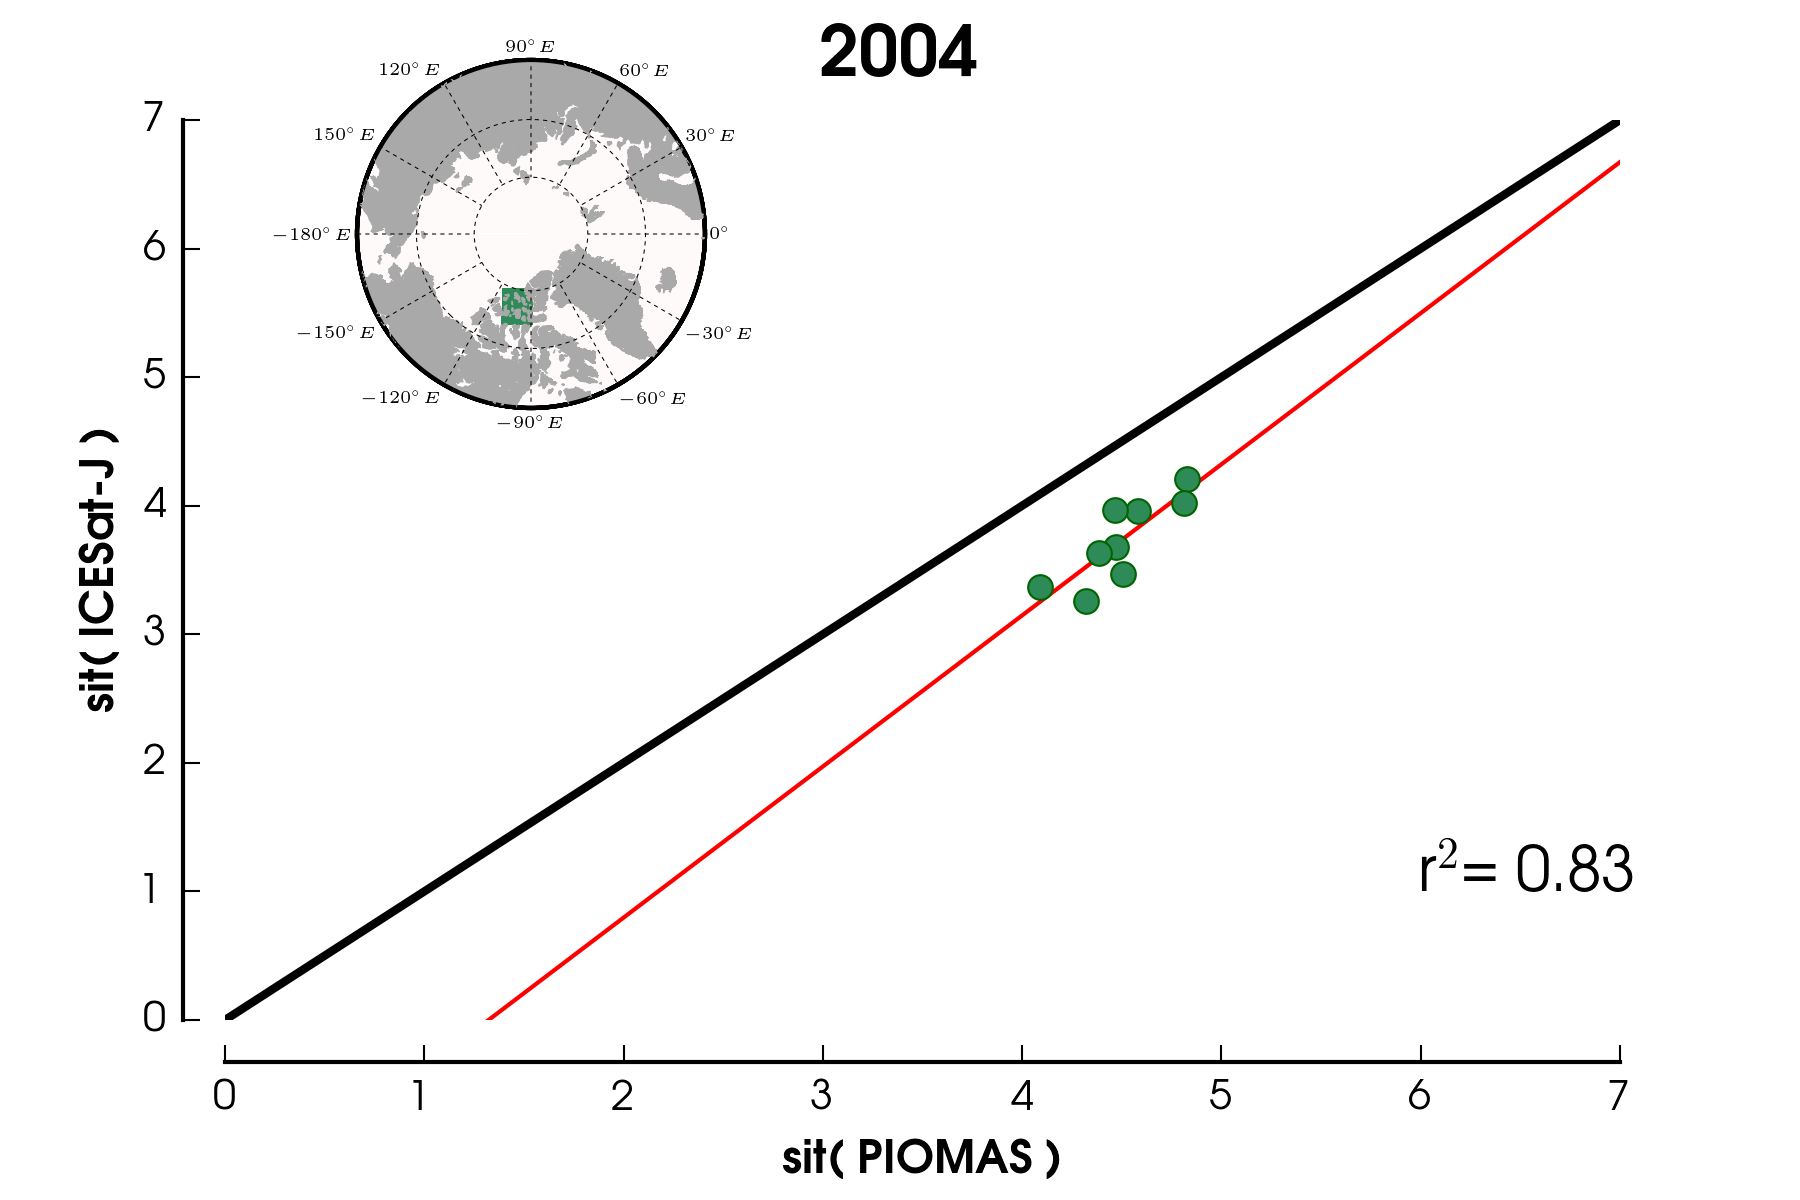 2004
90° E
120° E
60° E
150° E
30° E
−180° E
0°
−150° E
−30° E
−120° E
−60° E
−90° E
7
6
5
4
3
2
1
0
sit( ICESat-J )
r²= 0.83
0 1 2 3 4 5 6 7
sit( PIOMAS )